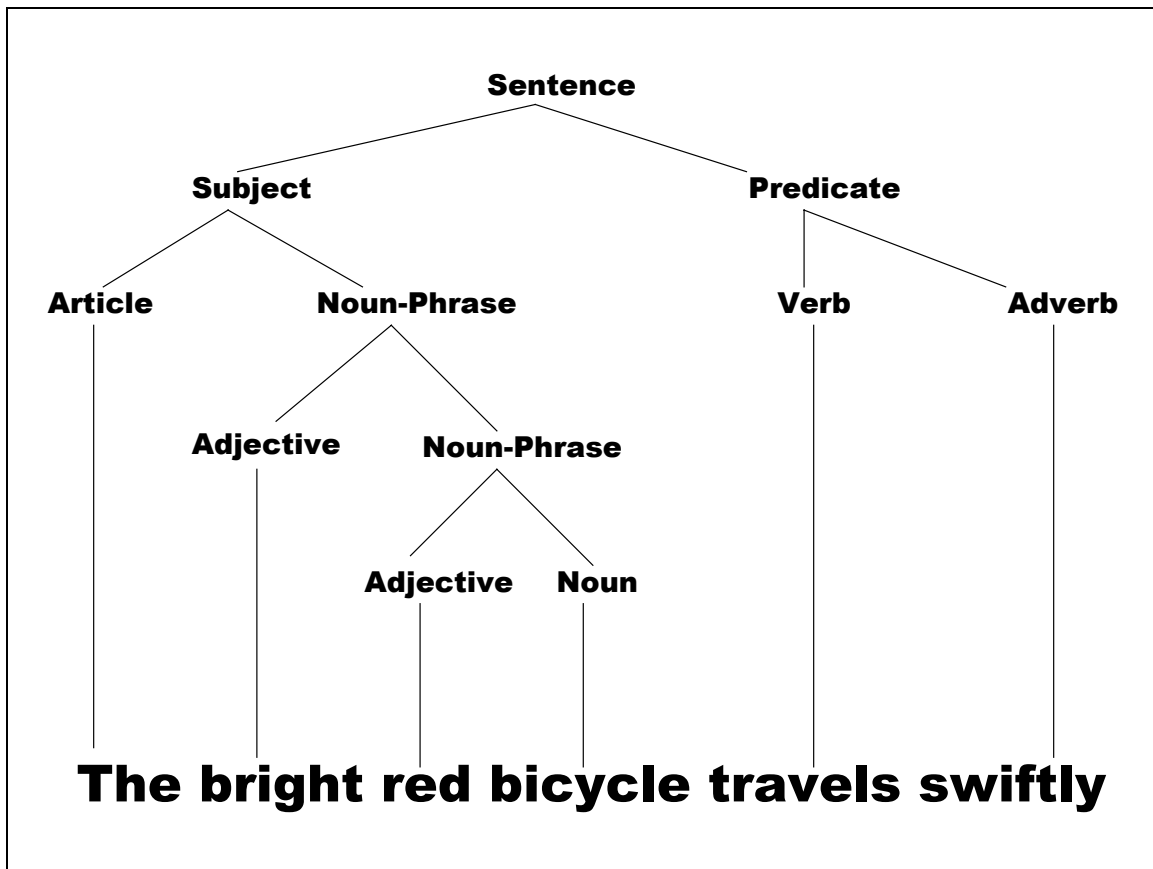 Sentence
Subject Predicate
Article Noun-Phrase Verb Adverb
Adjective Noun-Phrase
Adjective Noun
The bright red bicycle travels swiftly